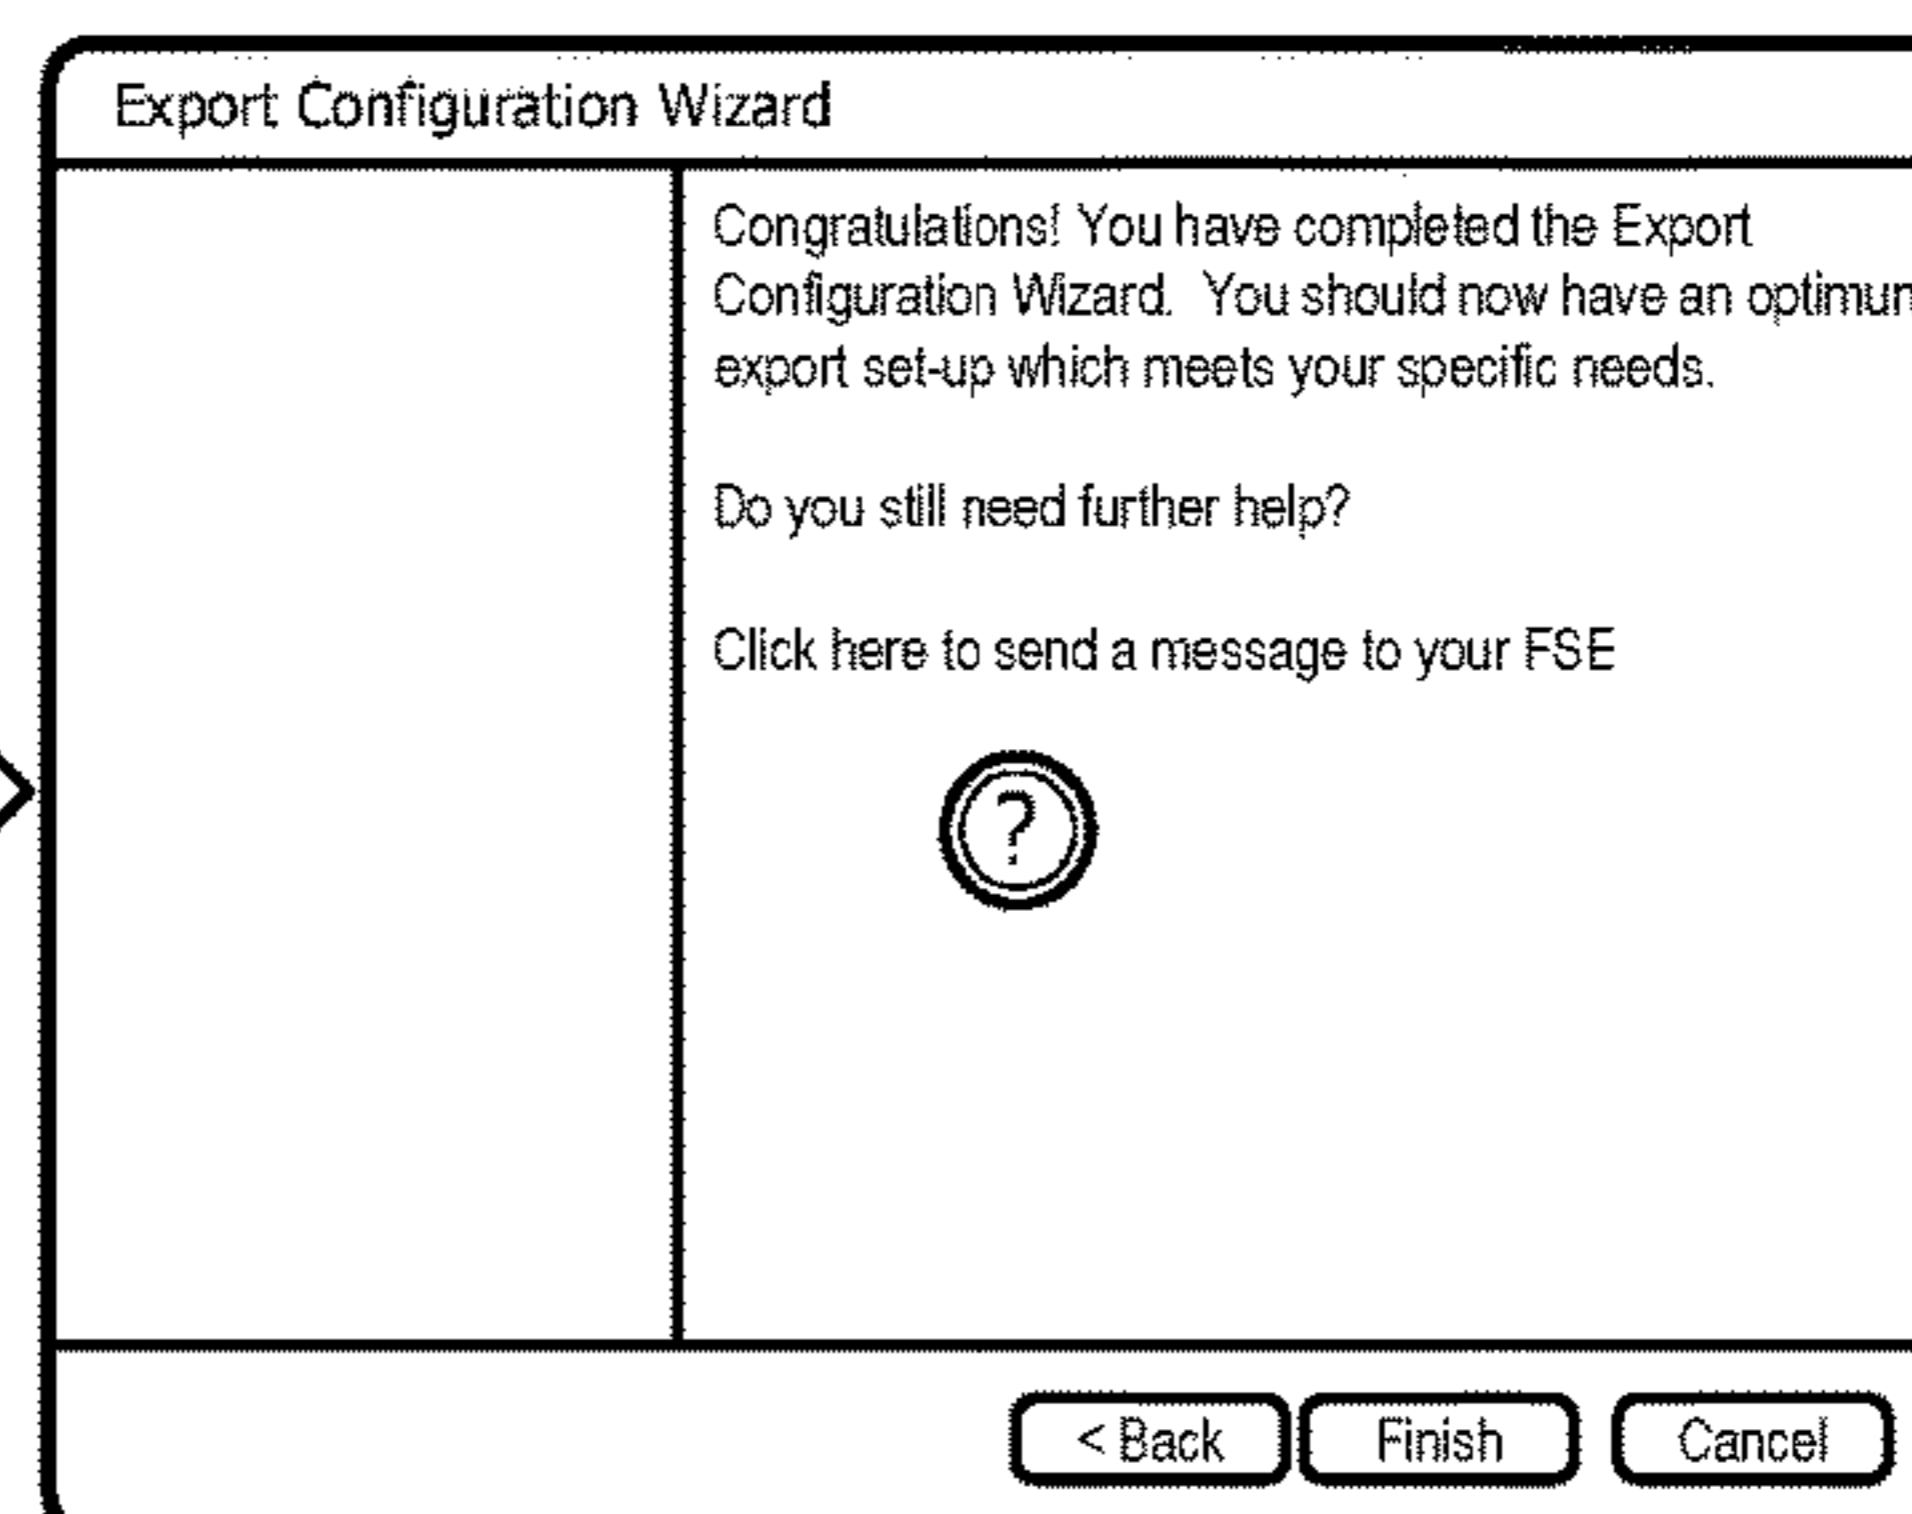 Export Configuration Wizard
Congratulations! You have completed the Export
Configuration Wizard. You should now have an
export set-up which meets your specific needs.
Do you still need further help?
Click here to send a message to your FSE
?
< Back Finish Cancel